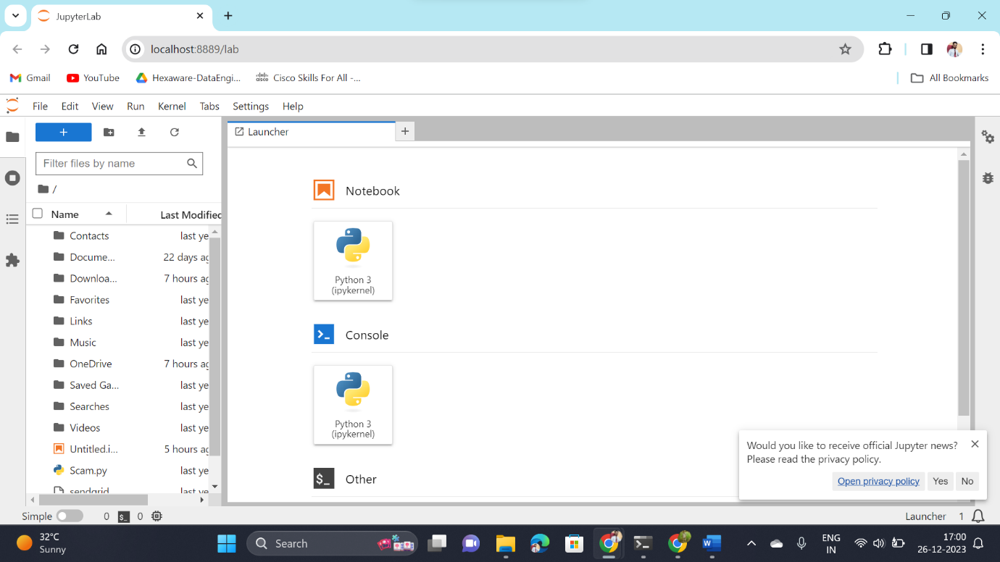 JupyterLab
localhost:8889/lab
Gmail YouTube Hexaware-DataEngi... Cisco Skills For All -... All Bookmarks
File Edit View Run Kernel Tabs Settings Help
+ Launcher +
Filter files by name
/
Name Last Modified
Contacts last ye
Docume... 22 days ag
Downloa... 7 hours ag
Favorites last ye
Links last ye
Music last ye
OneDrive 7 hours ag
Saved Ga... last ye
Searches last ye
Videos last ye
Untitled.i... 5 hours ag
Scam.py last ye
sendgrid last ye
Notebook
Python 3
(ipykernel)
Console
Python 3
(ipykernel)
$_ Other
Would you like to receive official Jupyter news?
Please read the privacy policy.
Open privacy policy Yes No
Simple 0 $_ 0 Launcher 1
32°C
Sunny
Search
ENG
IN
17:00
26-12-2023